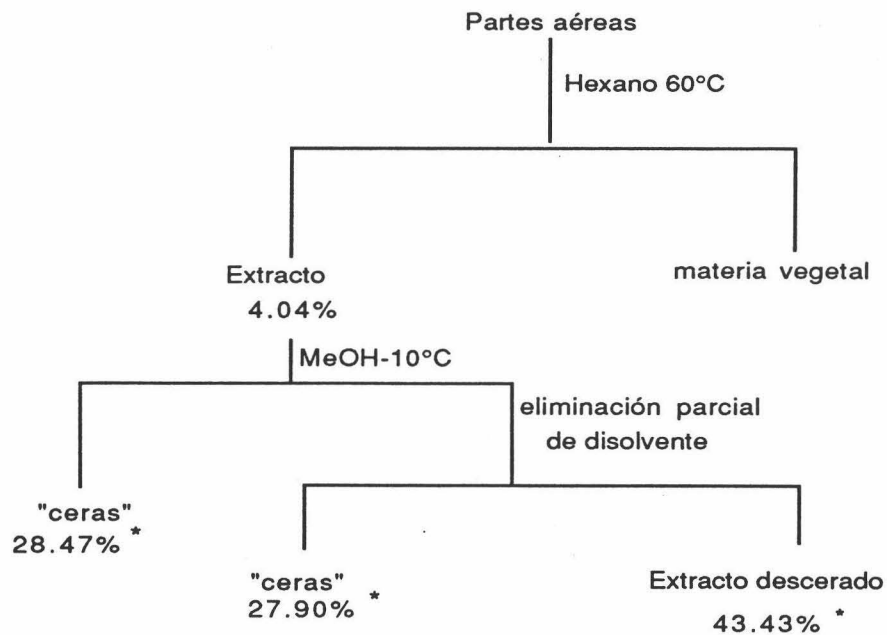 Partes aéreas
Hexano 60°C
Extracto
4.04%
materia vegetal
MeOH-10°C
eliminación parcial
de disolvente
"ceras"
28.47% *
"ceras"
27.90% *
Extracto descerado
43.43% *